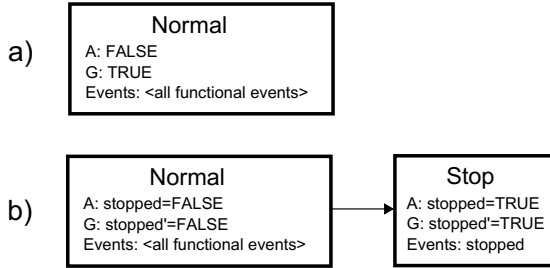 a)
Normal
A: FALSE
G: TRUE
Events: <all functional events>
b)
Normal
A: stopped=FALSE
G: stopped'=FALSE
Events: <all functional events>
Stop
A: stopped=TRUE
G: stopped'=TRUE
Events: stopped